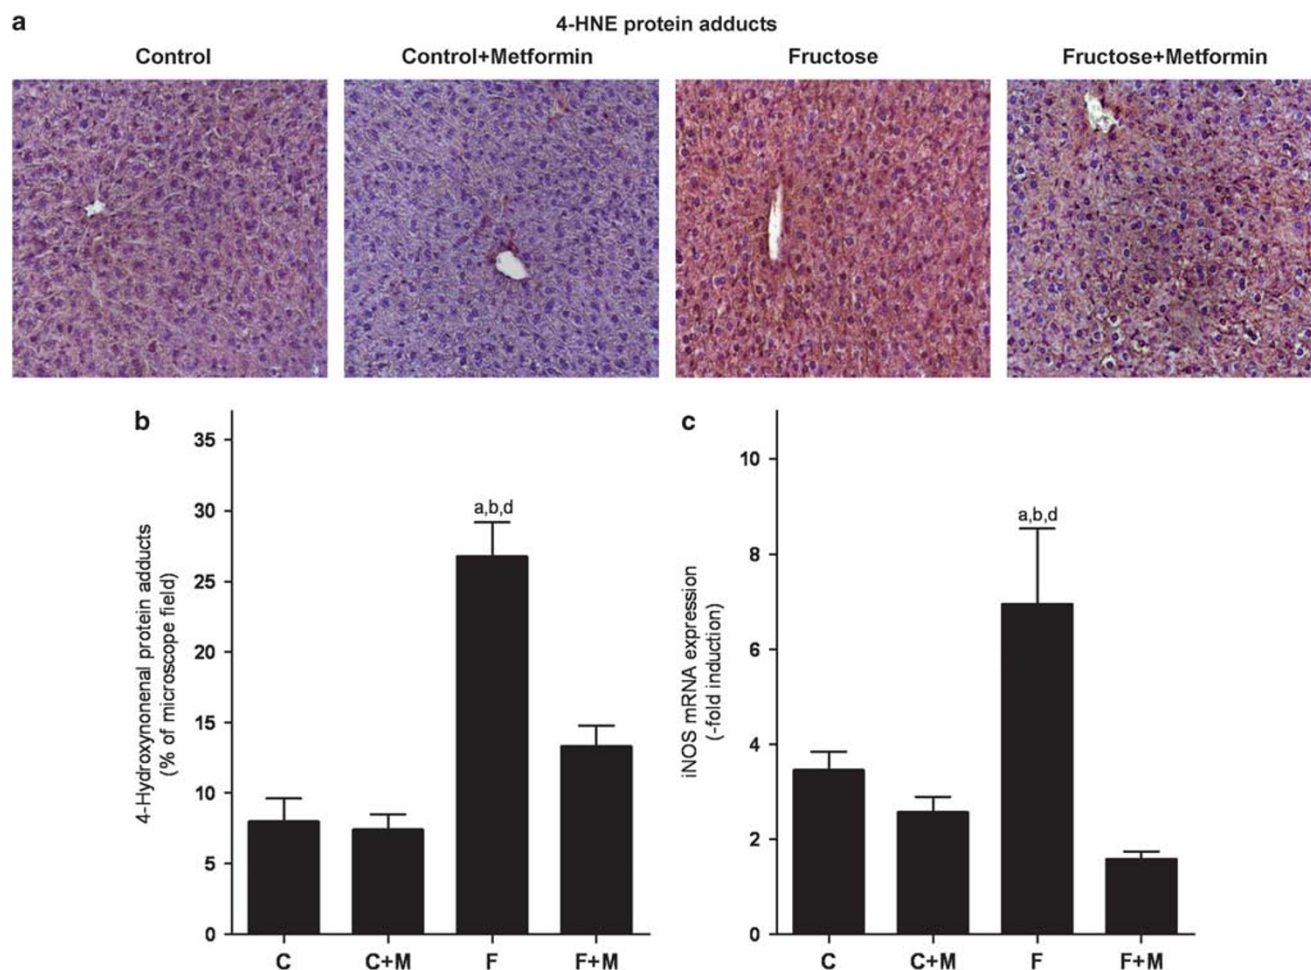 a
4-HNE protein adducts
Control
Control+Metformin
Fructose
Fructose+Metformin
b
4-Hydroxynonenal protein adducts
(% of microscope field)
35
30
25
20
15
10
5
0
a,b,d
C
C+M
F
F+M
c
iNOS mRNA expression
(-fold induction)
10
8
6
4
2
0
a,b,d
C
C+M
F
F+M